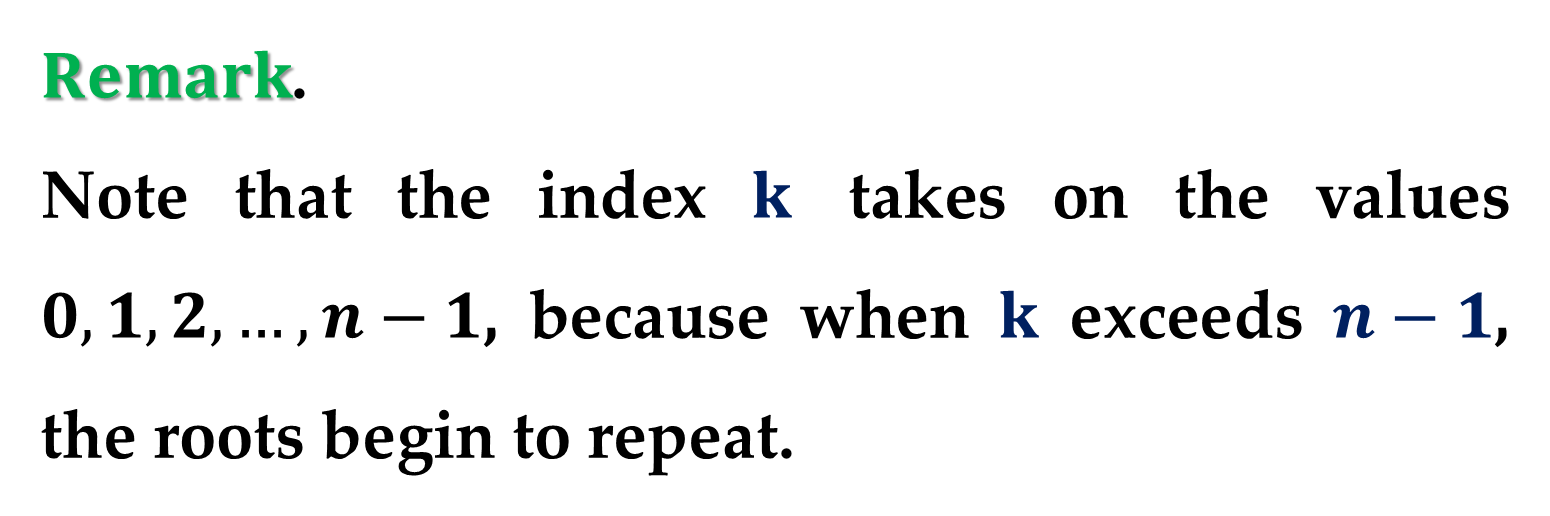 Remark.
Note that the index k takes on the values
0, 1, 2, … , n − 1, because when k exceeds n − 1,
the roots begin to repeat.